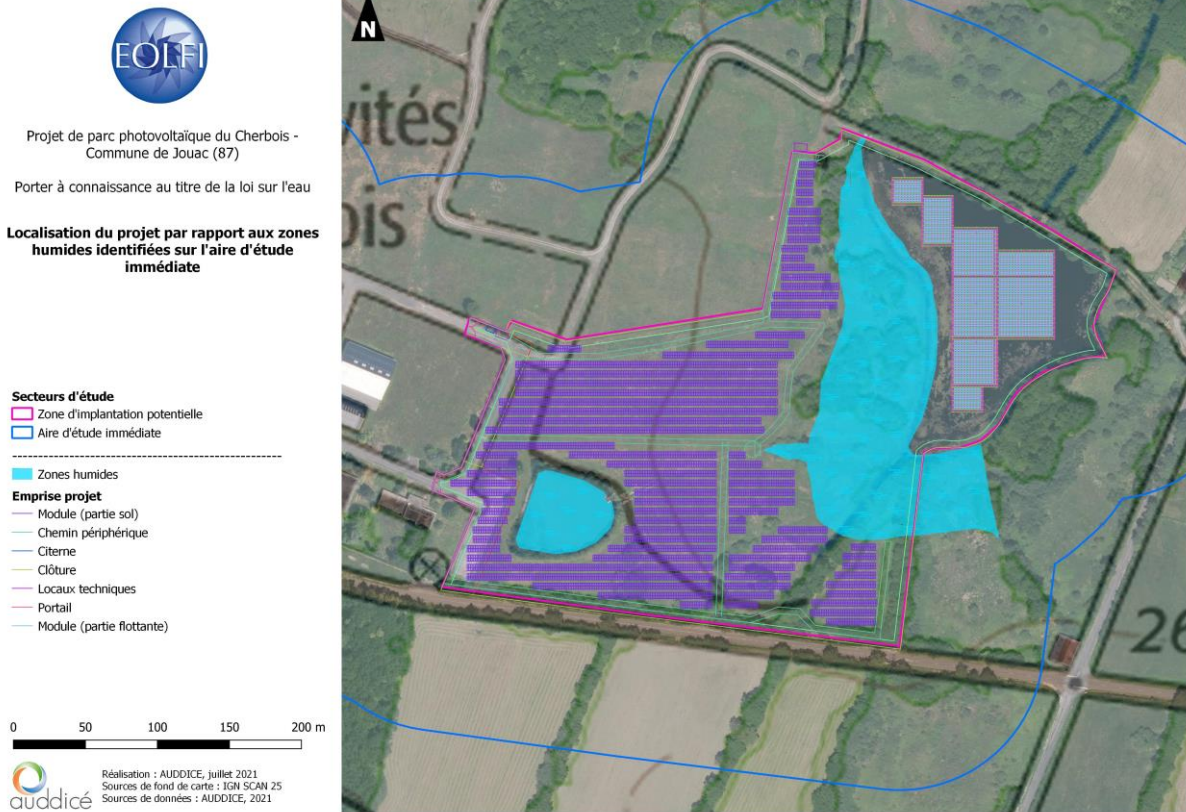 EOLFI
Projet de parc photovoltaïque du Cherbois -
Commune de Jouac (87)
Porter à connaissance au titre de la loi sur l'eau
Localisation du projet par rapport aux zones
humides identifiées sur l'aire d'étude
immédiate
Secteurs d'étude
Zone d'implantation potentielle
Aire d'étude immédiate
Zones humides
Emprise projet
Module (partie sol)
Chemin périphérique
Citerne
Clôture
Locaux techniques
Portail
Module (partie flottante)
0 50 100 150 200 m
auddicé
Réalisation : AUDDICE, juillet 2021
Sources de fond de carte : IGN SCAN 25
Sources de données : AUDDICE, 2021
N
vités
ois
26